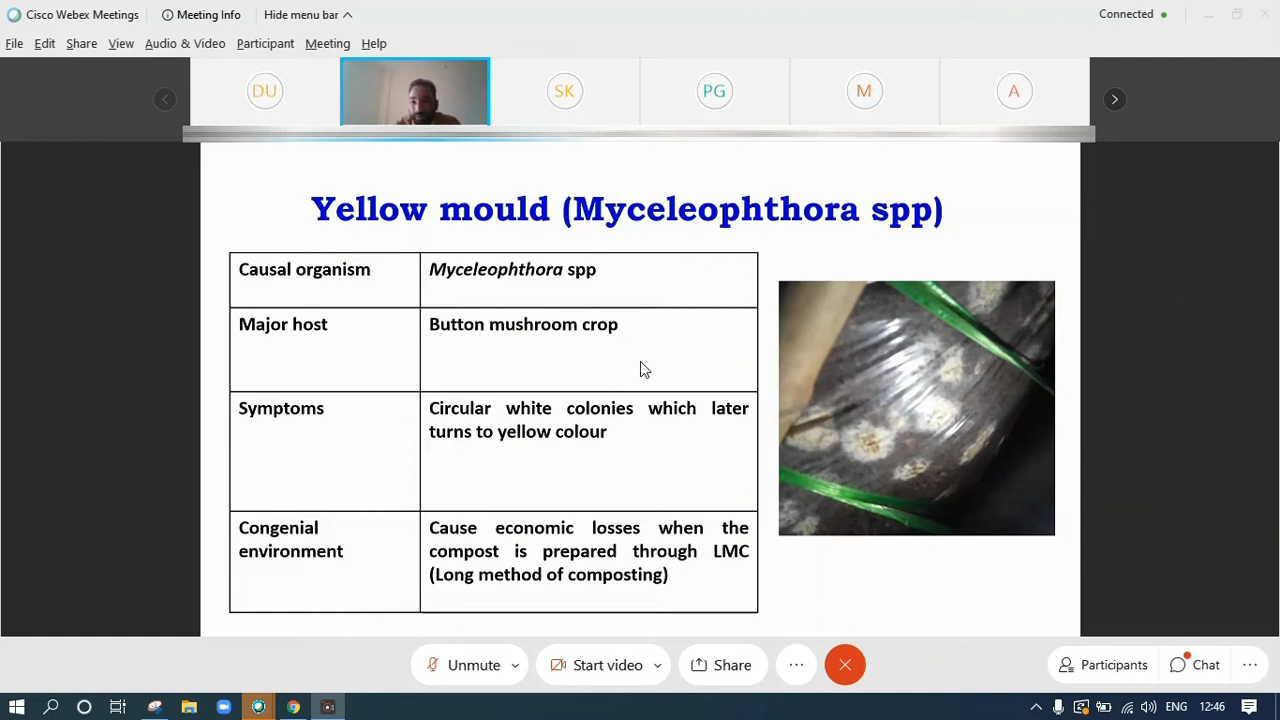 Cisco Webex Meetings
Meeting Info
Hide menu bar
Connected
File Edit Share View Audio & Video Participant Meeting Help
DU
SK
PG
M
A
Yellow mould (Myceleophthora spp)
Causal organism
Myceleophthora spp
Major host
Button mushroom crop
Symptoms
Circular white colonies which later
turns to yellow colour
Congenial
environment
Cause economic losses when the
compost is prepared through LMC
(Long method of composting)
Unmute
Start video
Share
Participants
Chat
ENG
12:46